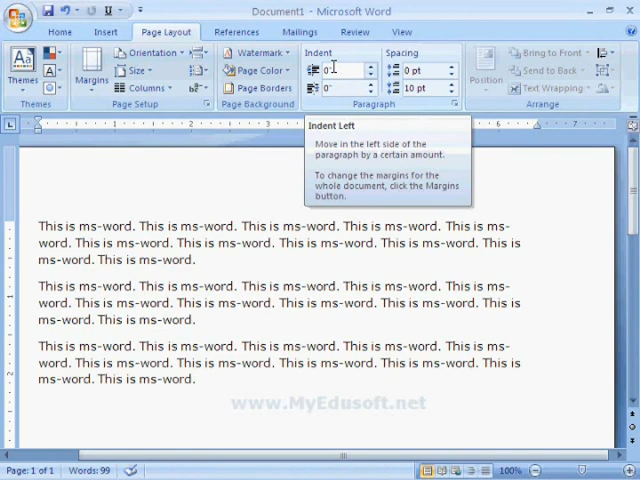 Document1 - Microsoft Word
Home Insert Page Layout References Mailings Review View
Themes
Margins
Orientation
Size
Columns
Watermark
Page Color
Page Borders
Indent
0"
0"
Spacing
0 pt
10 pt
Position
Bring to Front
Send to Back
Text Wrapping
Themes Page Setup Page Background Paragraph Arrange
Indent Left
Move in the left side of the
paragraph by a certain amount.
To change the margins for the
whole document, click the Margins
button.
1 2 3 6 7
This is ms-word. This is ms-word. This is ms-word. This is ms-word. This is ms-
word. This is ms-word. This is ms-word. This is ms-word. This is ms-word. This is
ms-word. This is ms-word.
This is ms-word. This is ms-word. This is ms-word. This is ms-word. This is ms-
word. This is ms-word. This is ms-word. This is ms-word. This is ms-word. This is
ms-word. This is ms-word.
This is ms-word. This is ms-word. This is ms-word. This is ms-word. This is ms-
word. This is ms-word. This is ms-word. This is ms-word. This is ms-word. This is
ms-word. This is ms-word.
1
2
www.MyEdusoft.net
Page: 1 of 1 Words: 99 100%